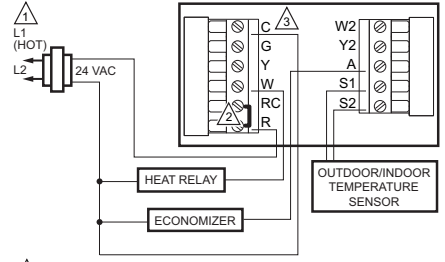 1
L1
(HOT)
L2
24 VAC
C
3
G
Y
W
RC
2
R
W2
Y2
A
S1
S2
HEAT RELAY
ECONOMIZER
OUTDOOR/INDOOR
TEMPERATURE
SENSOR